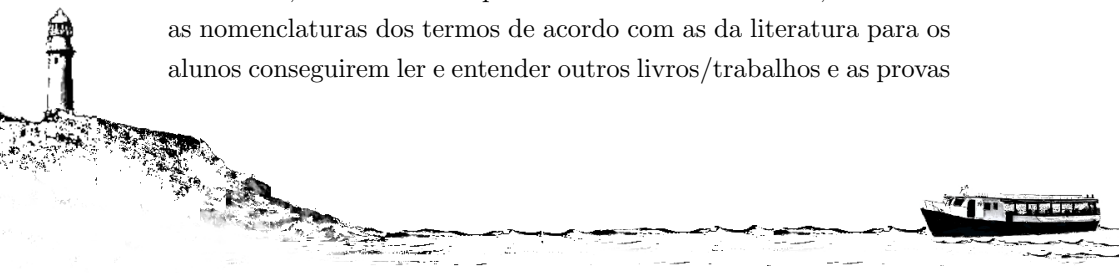 as nomenclaturas dos termos de acordo com as da literatura para os
alunos conseguirem ler e entender outros livros/trabalhos e as provas